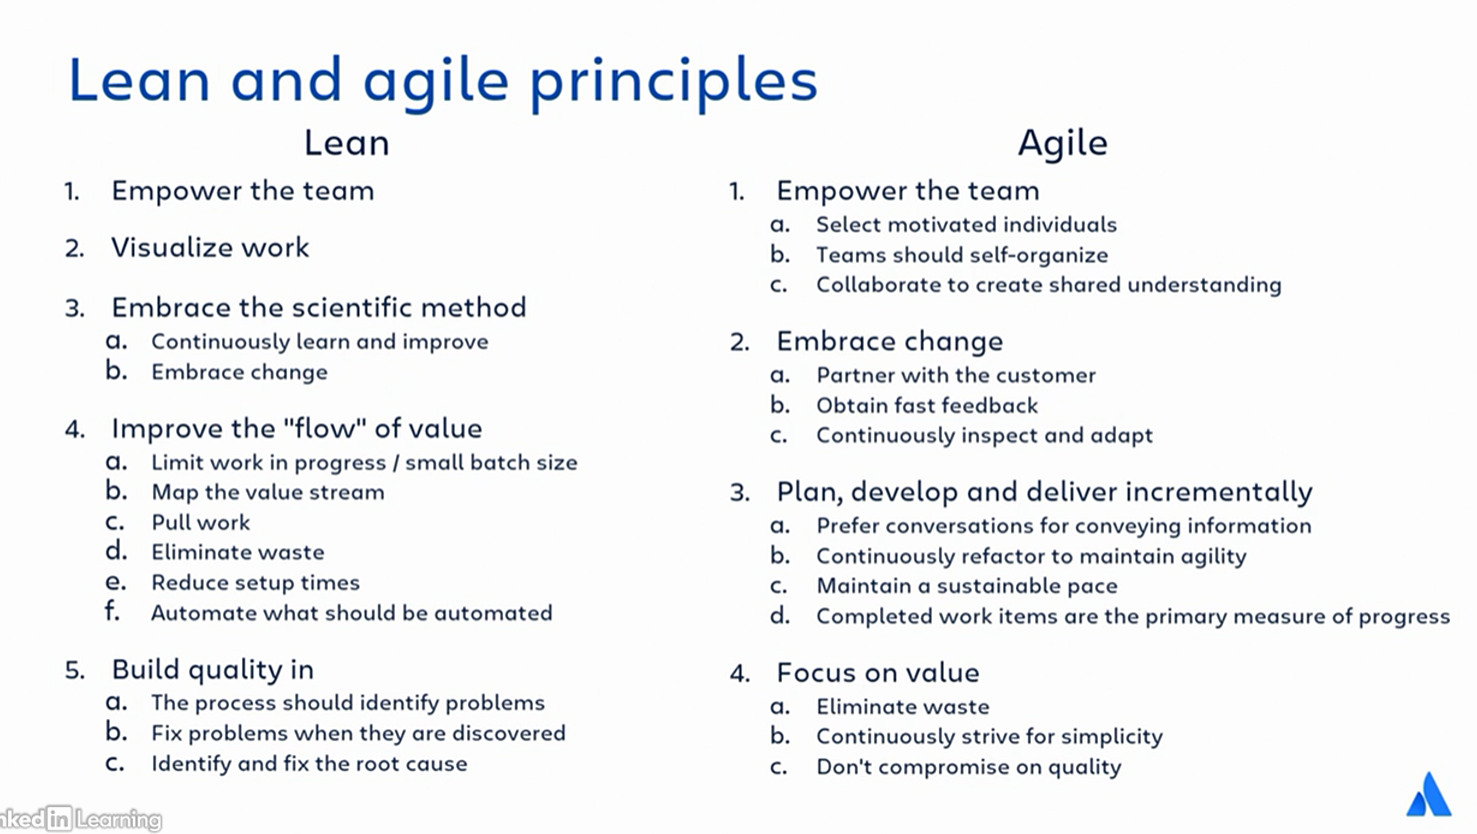 Lean and agile principles
Lean
1. Empower the team
2. Visualize work
3. Embrace the scientific method
a. Continuously learn and improve
b. Embrace change
4. Improve the "flow" of value
a. Limit work in progress / small batch size
b. Map the value stream
c. Pull work
d. Eliminate waste
e. Reduce setup times
f. Automate what should be automated
5. Build quality in
a. The process should identify problems
b. Fix problems when they are discovered
c. Identify and fix the root cause
Agile
1. Empower the team
a. Select motivated individuals
b. Teams should self-organize
c. Collaborate to create shared understanding
2. Embrace change
a. Partner with the customer
b. Obtain fast feedback
c. Continuously inspect and adapt
3. Plan, develop and deliver incrementally
a. Prefer conversations for conveying information
b. Continuously refactor to maintain agility
c. Maintain a sustainable pace
d. Completed work items are the primary measure of progress
4. Focus on value
a. Eliminate waste
b. Continuously strive for simplicity
c. Don't compromise on quality
nked in Learning